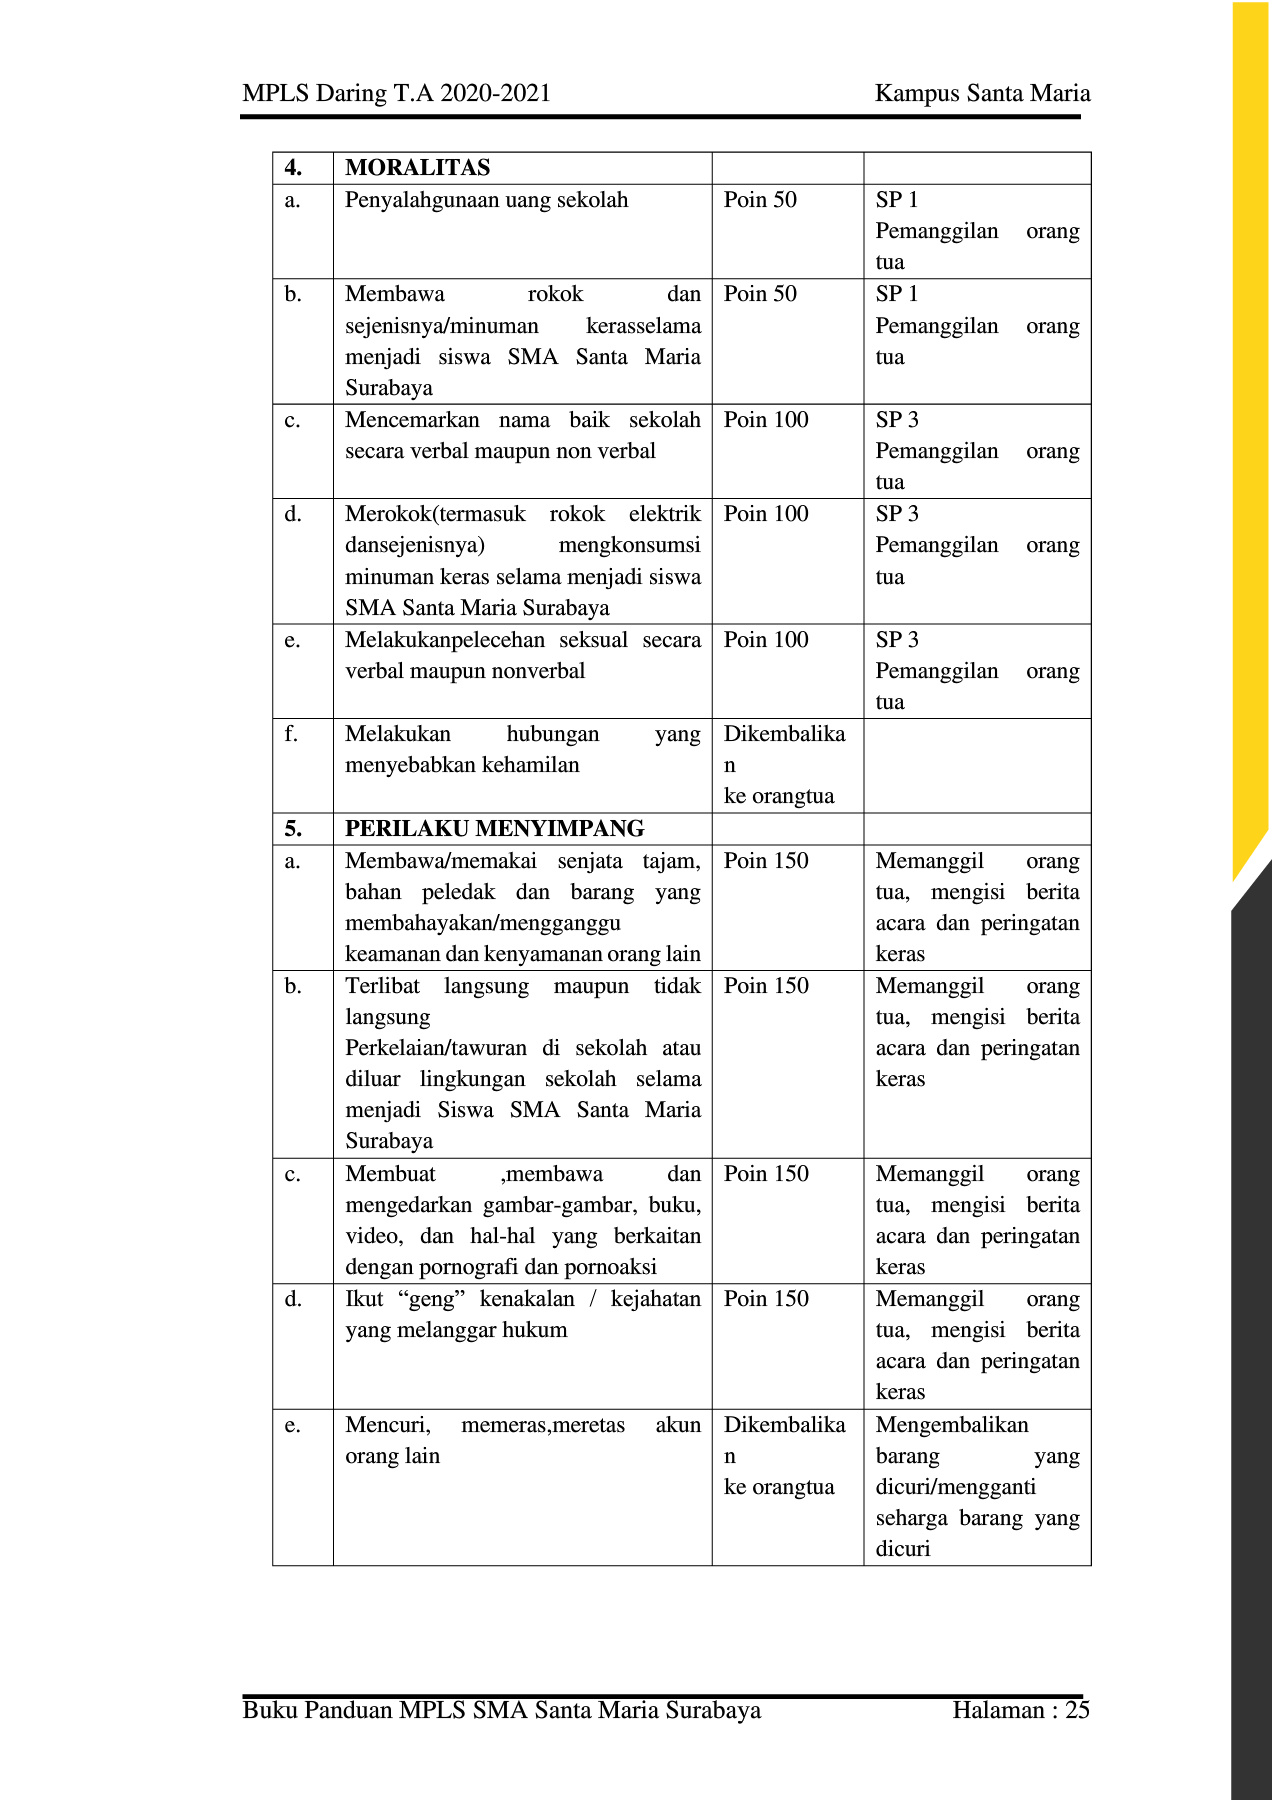 MPLS Daring T.A 2020-2021 Kampus Santa Maria
4. MORALITAS
a. Penyalahgunaan uang sekolah Poin 50 SP 1
Pemanggilan orang
tua
b. Membawa rokok dan Poin 50 SP 1
sejenisnya/minuman kerasselama Pemanggilan orang
menjadi siswa SMA Santa Maria tua
Surabaya
c. Mencemarkan nama baik sekolah Poin 100 SP 3
secara verbal maupun non verbal Pemanggilan orang
tua
d. Merokok(termasuk rokok elektrik Poin 100 SP 3
dansejenisnya) mengkonsumsi Pemanggilan orang
minuman keras selama menjadi siswa tua
SMA Santa Maria Surabaya
e. Melakukanpelecehan seksual secara Poin 100 SP 3
verbal maupun nonverbal Pemanggilan orang
tua
f. Melakukan hubungan yang Dikembalika
menyebabkan kehamilan n
ke orangtua
5. PERILAKU MENYIMPANG
a. Membawa/memakai senjata tajam, Poin 150 Memanggil orang
bahan peledak dan barang yang tua, mengisi berita
membahayakan/mengganggu acara dan peringatan
keamanan dan kenyamanan orang lain keras
b. Terlibat langsung maupun tidak Poin 150 Memanggil orang
langsung tua, mengisi berita
Perkelaian/tawuran di sekolah atau acara dan peringatan
diluar lingkungan sekolah selama keras
menjadi Siswa SMA Santa Maria
Surabaya
c. Membuat ,membawa dan Poin 150 Memanggil orang
mengedarkan gambar-gambar, buku, tua, mengisi berita
video, dan hal-hal yang berkaitan acara dan peringatan
dengan pornografi dan pornoaksi keras
d. Ikut “geng” kenakalan / kejahatan Poin 150 Memanggil orang
yang melanggar hukum tua, mengisi berita
acara dan peringatan
keras
e. Mencuri, memeras,meretas akun Dikembalika Mengembalikan
orang lain n barang yang
ke orangtua dicuri/mengganti
seharga barang yang
dicuri
Buku Panduan MPLS SMA Santa Maria Surabaya Halaman : 25